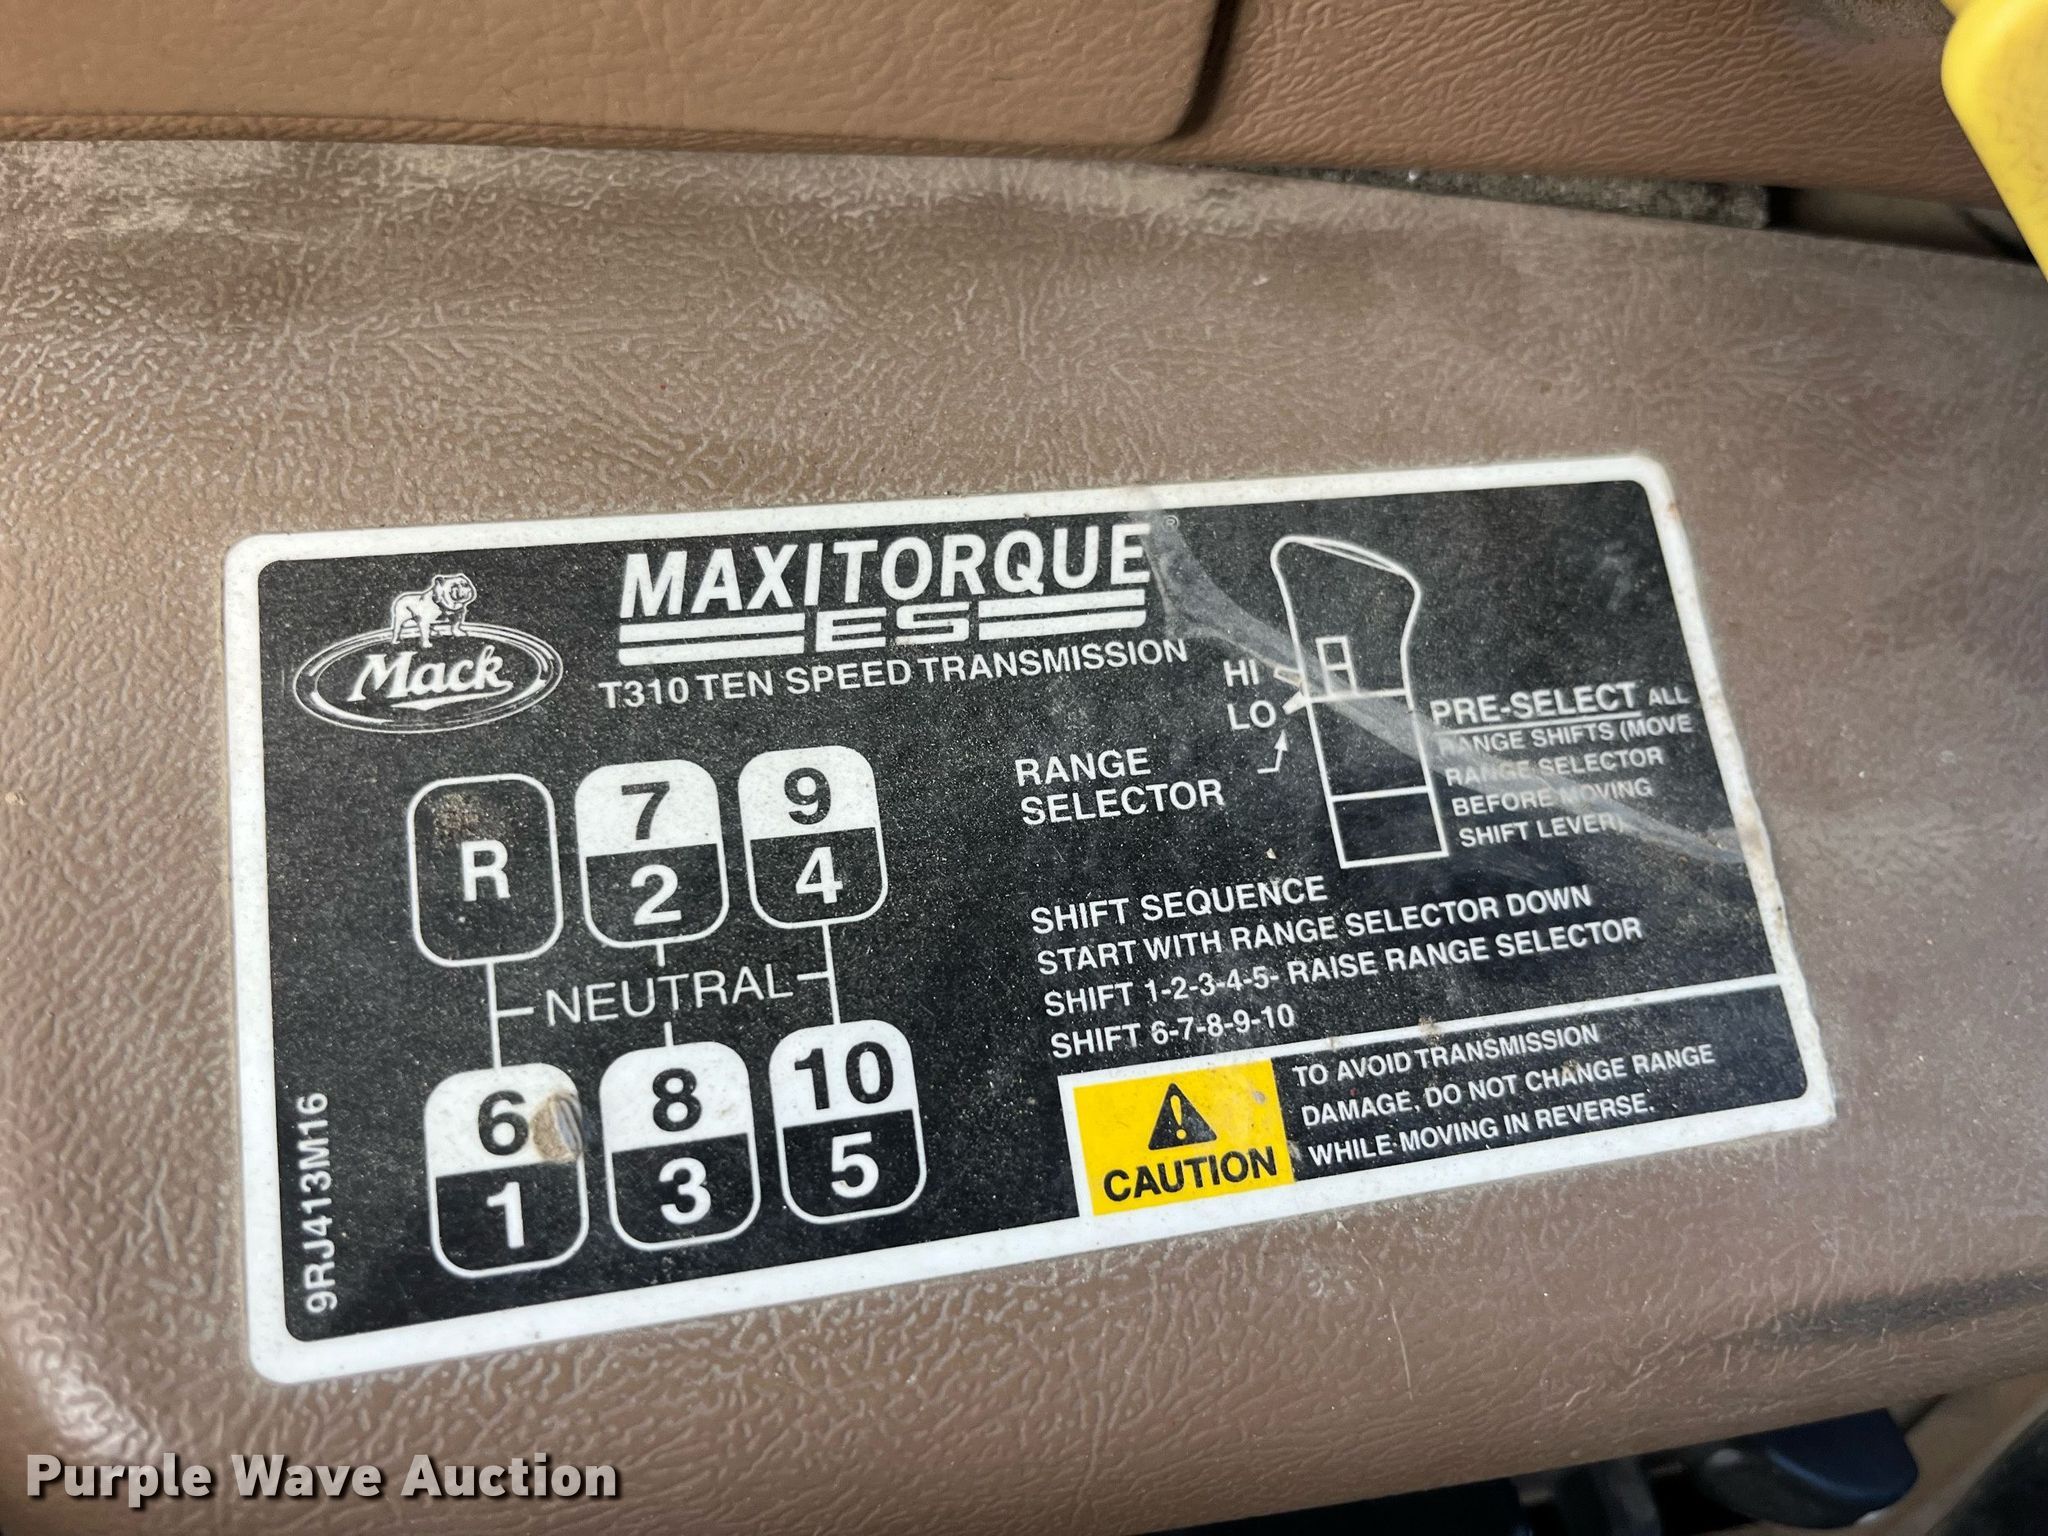 Mack
MAXITORQUE®
ES
T310 TEN SPEED TRANSMISSION
R
7
2
9
4
NEUTRAL
6
1
8
3
10
5
9RJ413M16
HI
LO
RANGE
SELECTOR
PRE-SELECT ALL
RANGE SHIFTS (MOVE
RANGE SELECTOR
BEFORE MOVING
SHIFT LEVER)
SHIFT SEQUENCE
START WITH RANGE SELECTOR DOWN
SHIFT 1-2-3-4-5- RAISE RANGE SELECTOR
SHIFT 6-7-8-9-10
CAUTION
TO AVOID TRANSMISSION
DAMAGE, DO NOT CHANGE RANGE
WHILE MOVING IN REVERSE.
Purple Wave Auction